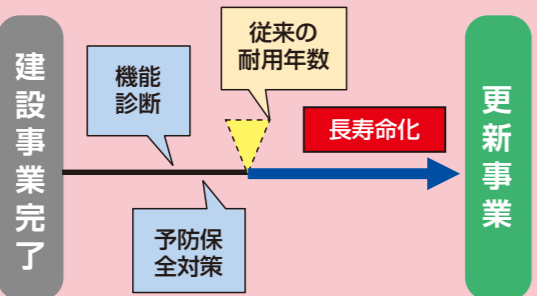 建設事業完了
機能
診断
従来の
耐用年数
長寿命化
予防保
全対策
更新事業